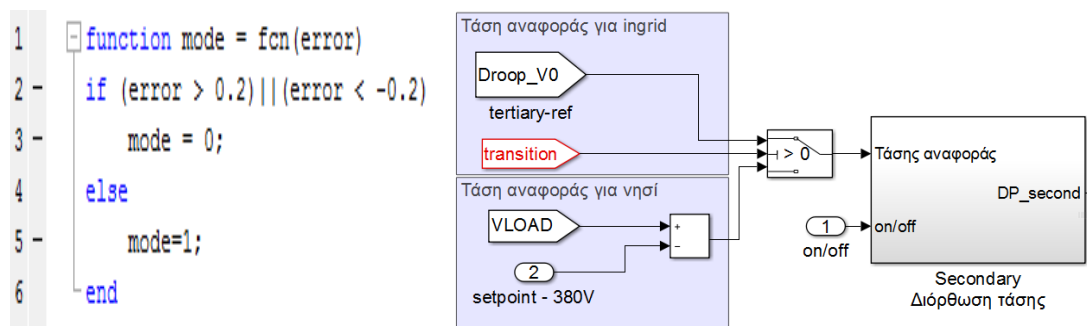 1 function mode = fcn(error)
2 - if (error > 0.2)||(error < -0.2)
3 - mode = 0;
4 else
5 - mode=1;
6 end
Τάση αναφοράς για ingrid
Droop_V0
tertiary-ref
transition
> 0
Τάση αναφοράς για νησί
VLOAD
+
−
2
setpoint - 380V
Τάσης αναφοράς
DP_second
1
on/off
on/off
Secondary
Διόρθωση τάσης